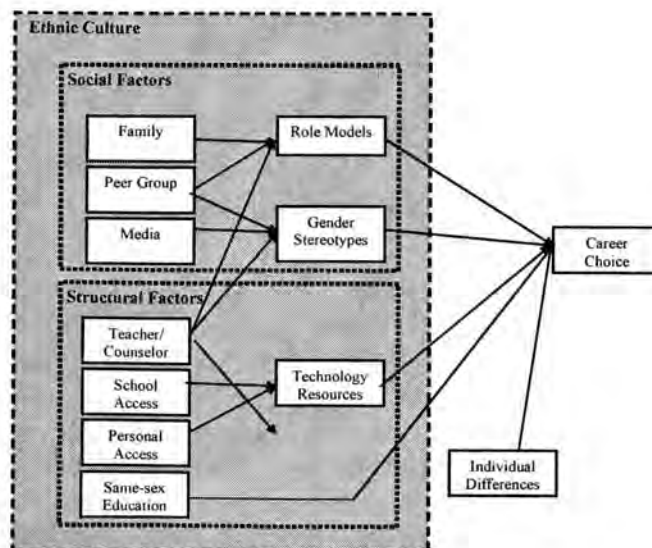 Ethnic Culture
Social Factors
Family
Role Models
Peer Group
Gender
Stereotypes
Media
Career
Choice
Structural Factors
Teacher/
Counselor
Technology
Resources
School
Access
Personal
Access
Individual
Differences
Same-sex
Education